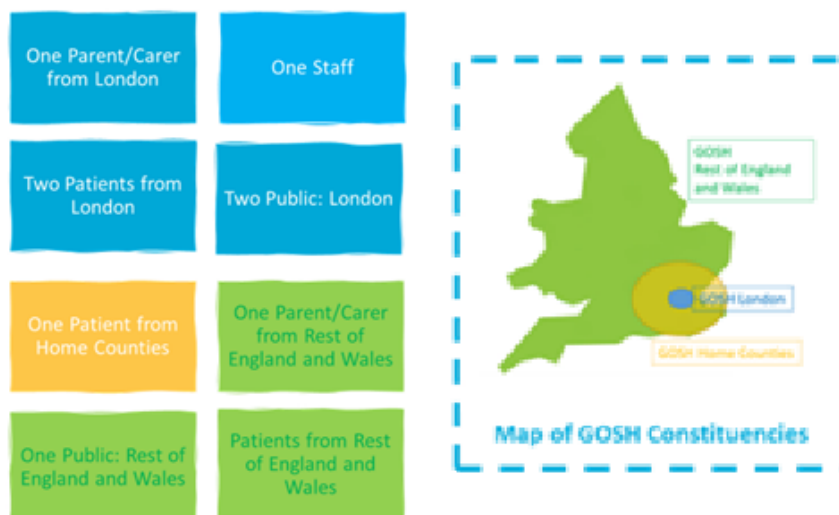 One Parent/Carer
from London
One Staff
Two Patients from
London
Two Public: London
One Patient from
Home Counties
One Parent/Carer
from Rest of
England and Wales
One Public: Rest of
England and Wales
Patients from Rest
of England and
Wales
GOSH
Rest of England
and Wales
GOSH London
GOSH Home Counties
Map of GOSH Constituencies